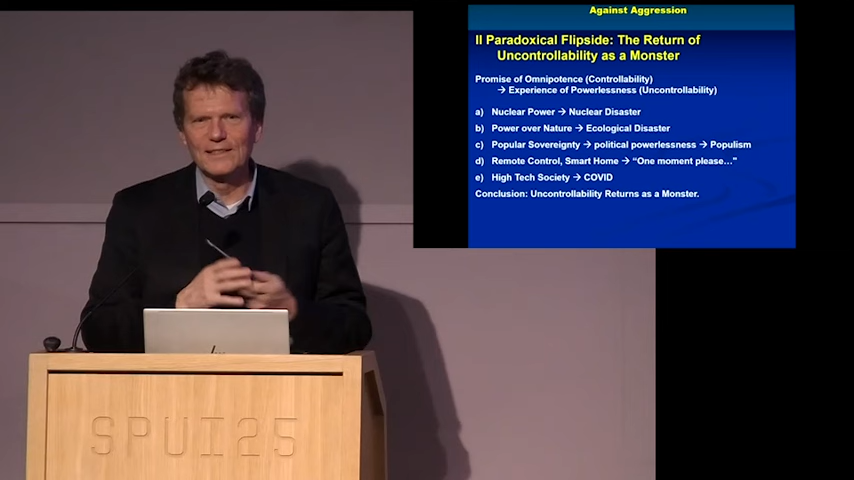 Against Aggression
II Paradoxical Flipside: The Return of
Uncontrollability as a Monster
Promise of Omnipotence (Controllability)
→ Experience of Powerlessness (Uncontrollability)
a) Nuclear Power → Nuclear Disaster
b) Power over Nature → Ecological Disaster
c) Popular Sovereignty → political powerlessness → Populism
d) Remote Control, Smart Home → “One moment please…”
e) High Tech Society → COVID
Conclusion: Uncontrollability Returns as a Monster.
SPUI25